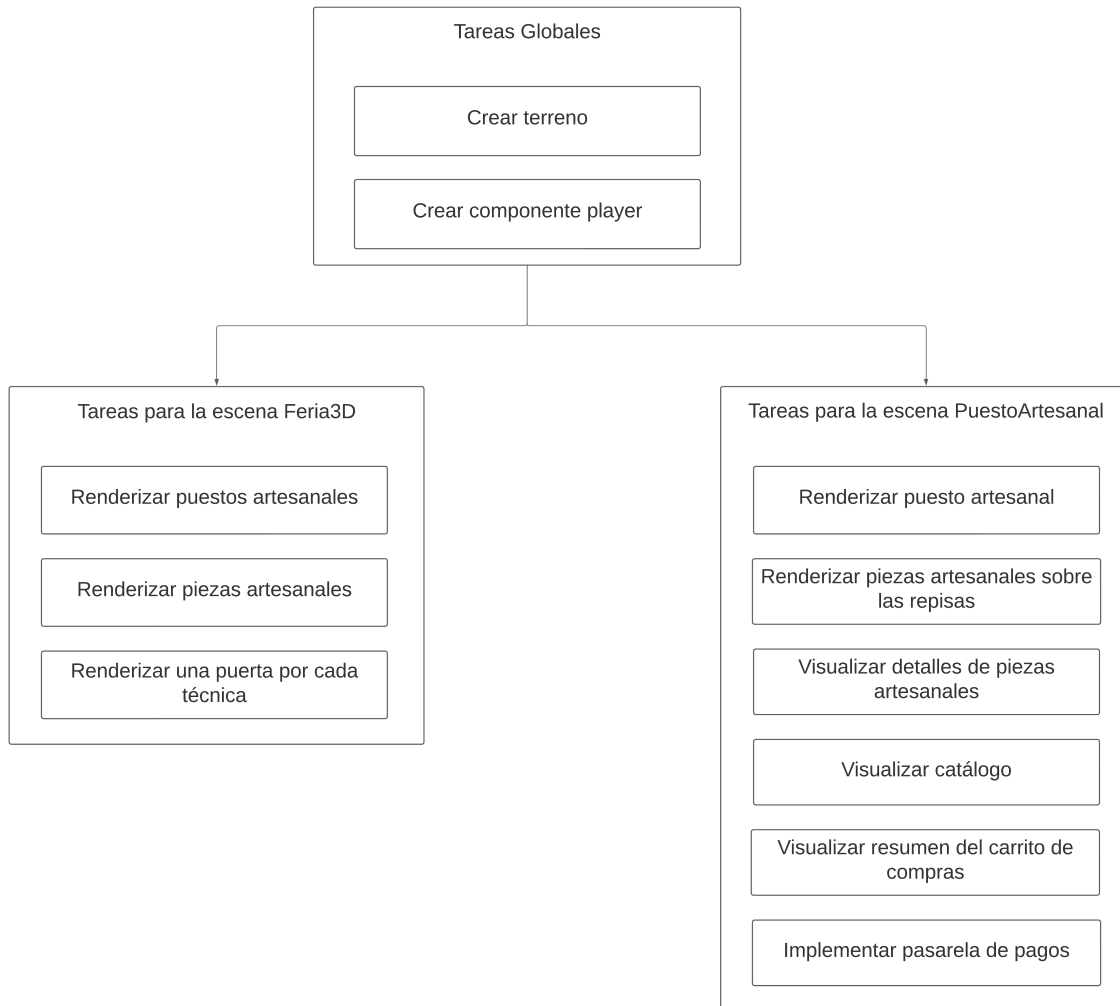 Tareas Globales
Crear terreno
Crear componente player
Tareas para la escena Feria3D
Renderizar puestos artesanales
Renderizar piezas artesanales
Renderizar una puerta por cada
técnica
Tareas para la escena PuestoArtesanal
Renderizar puesto artesanal
Renderizar piezas artesanales sobre
las repisas
Visualizar detalles de piezas
artesanales
Visualizar catálogo
Visualizar resumen del carrito de
compras
Implementar pasarela de pagos